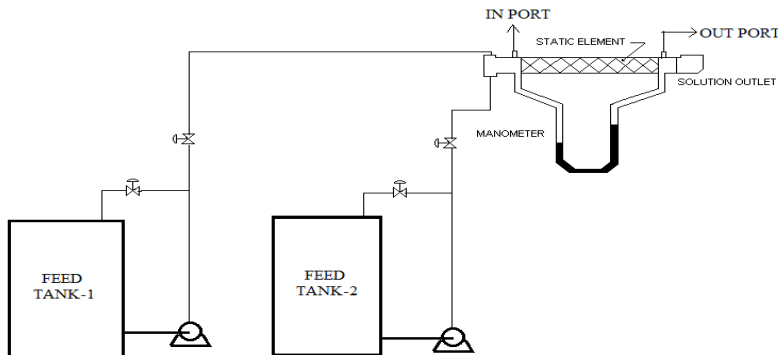 IN PORT
STATIC ELEMENT
OUT PORT
SOLUTION OUTLET
MANOMETER
FEED
TANK-1
FEED
TANK-2